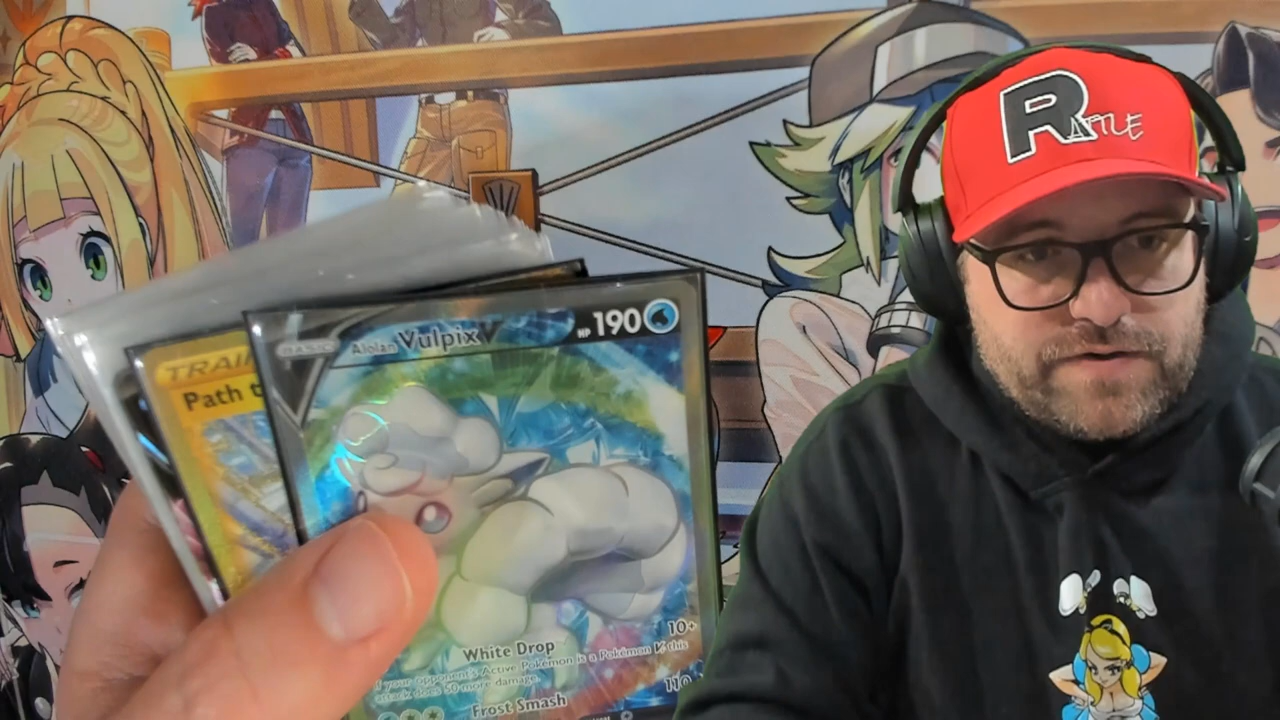 RATTLE
BASIC Alolan Vulpix V HP 190
TRAI
Path t
White Drop 10+
If your opponent's Active Pokémon is a Pokémon V, this
attack does 50 more damage.
Frost Smash 110